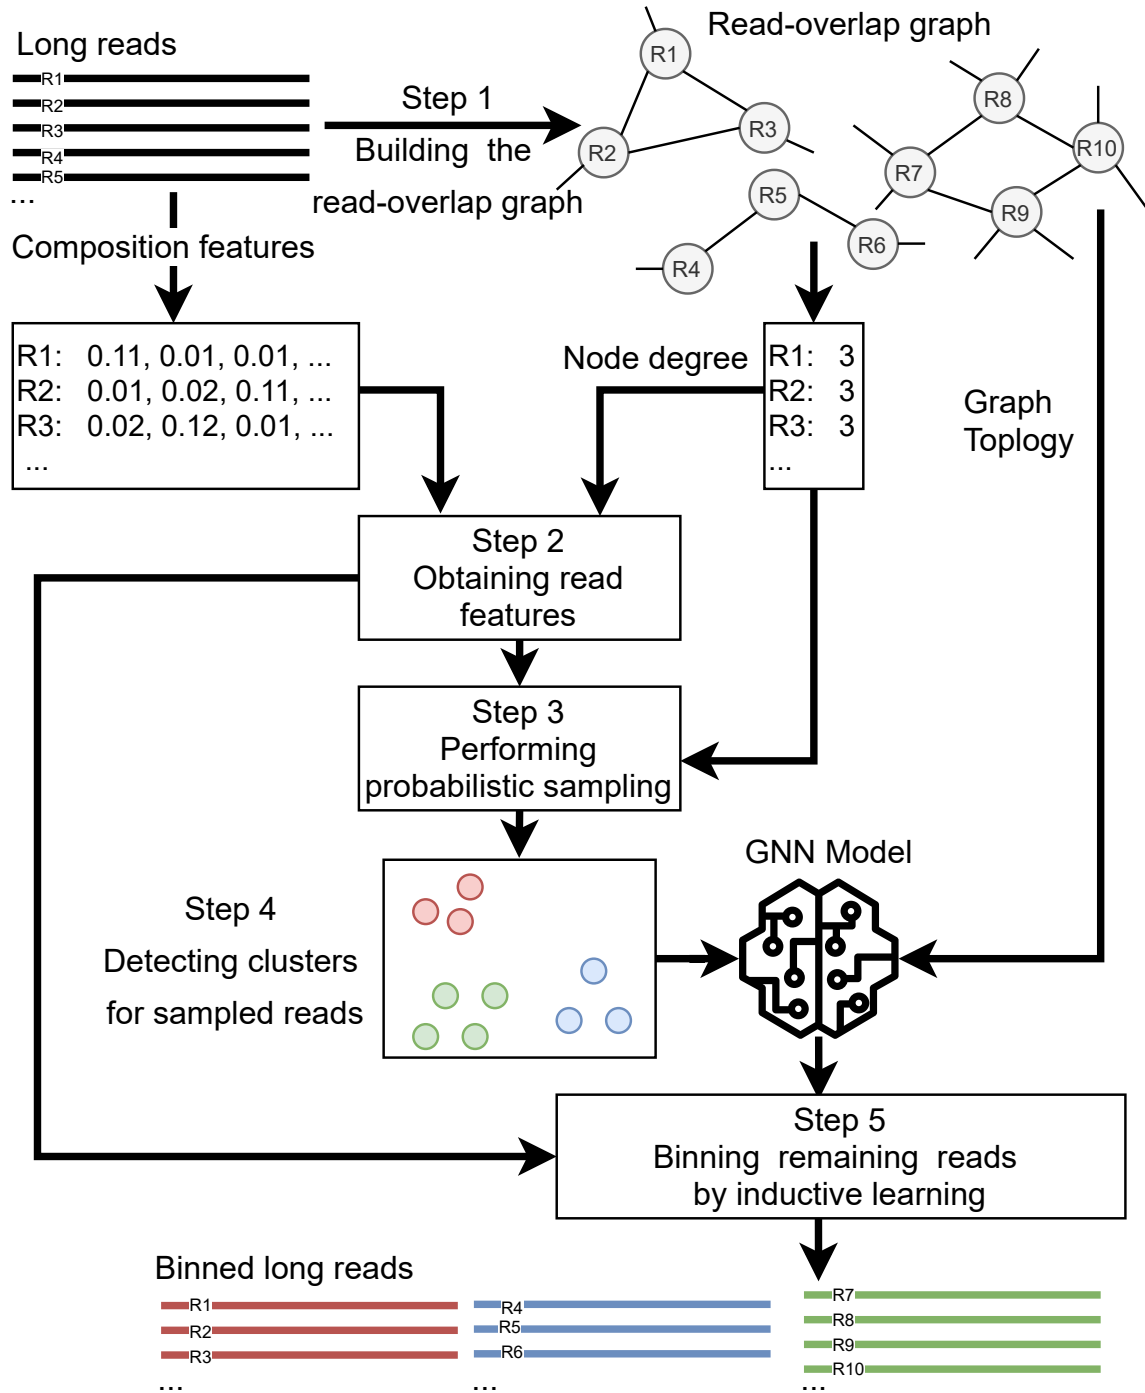 Long reads
R1
R2
R3
R4
R5
...
Step 1
Building the
read-overlap graph
Read-overlap graph
R1
R2
R3
R5
R4
R6
R8
R7
R10
R9
Composition features
R1: 0.11, 0.01, 0.01, ...
R2: 0.01, 0.02, 0.11, ...
R3: 0.02, 0.12, 0.01, ...
...
Node degree
R1: 3
R2: 3
R3: 3
...
Graph
Toplogy
Step 2
Obtaining read
features
Step 3
Performing
probabilistic sampling
Step 4
Detecting clusters
for sampled reads
GNN Model
Step 5
Binning remaining reads
by inductive learning
Binned long reads
R1
R2
R3
...
R4
R5
R6
...
R7
R8
R9
R10
...